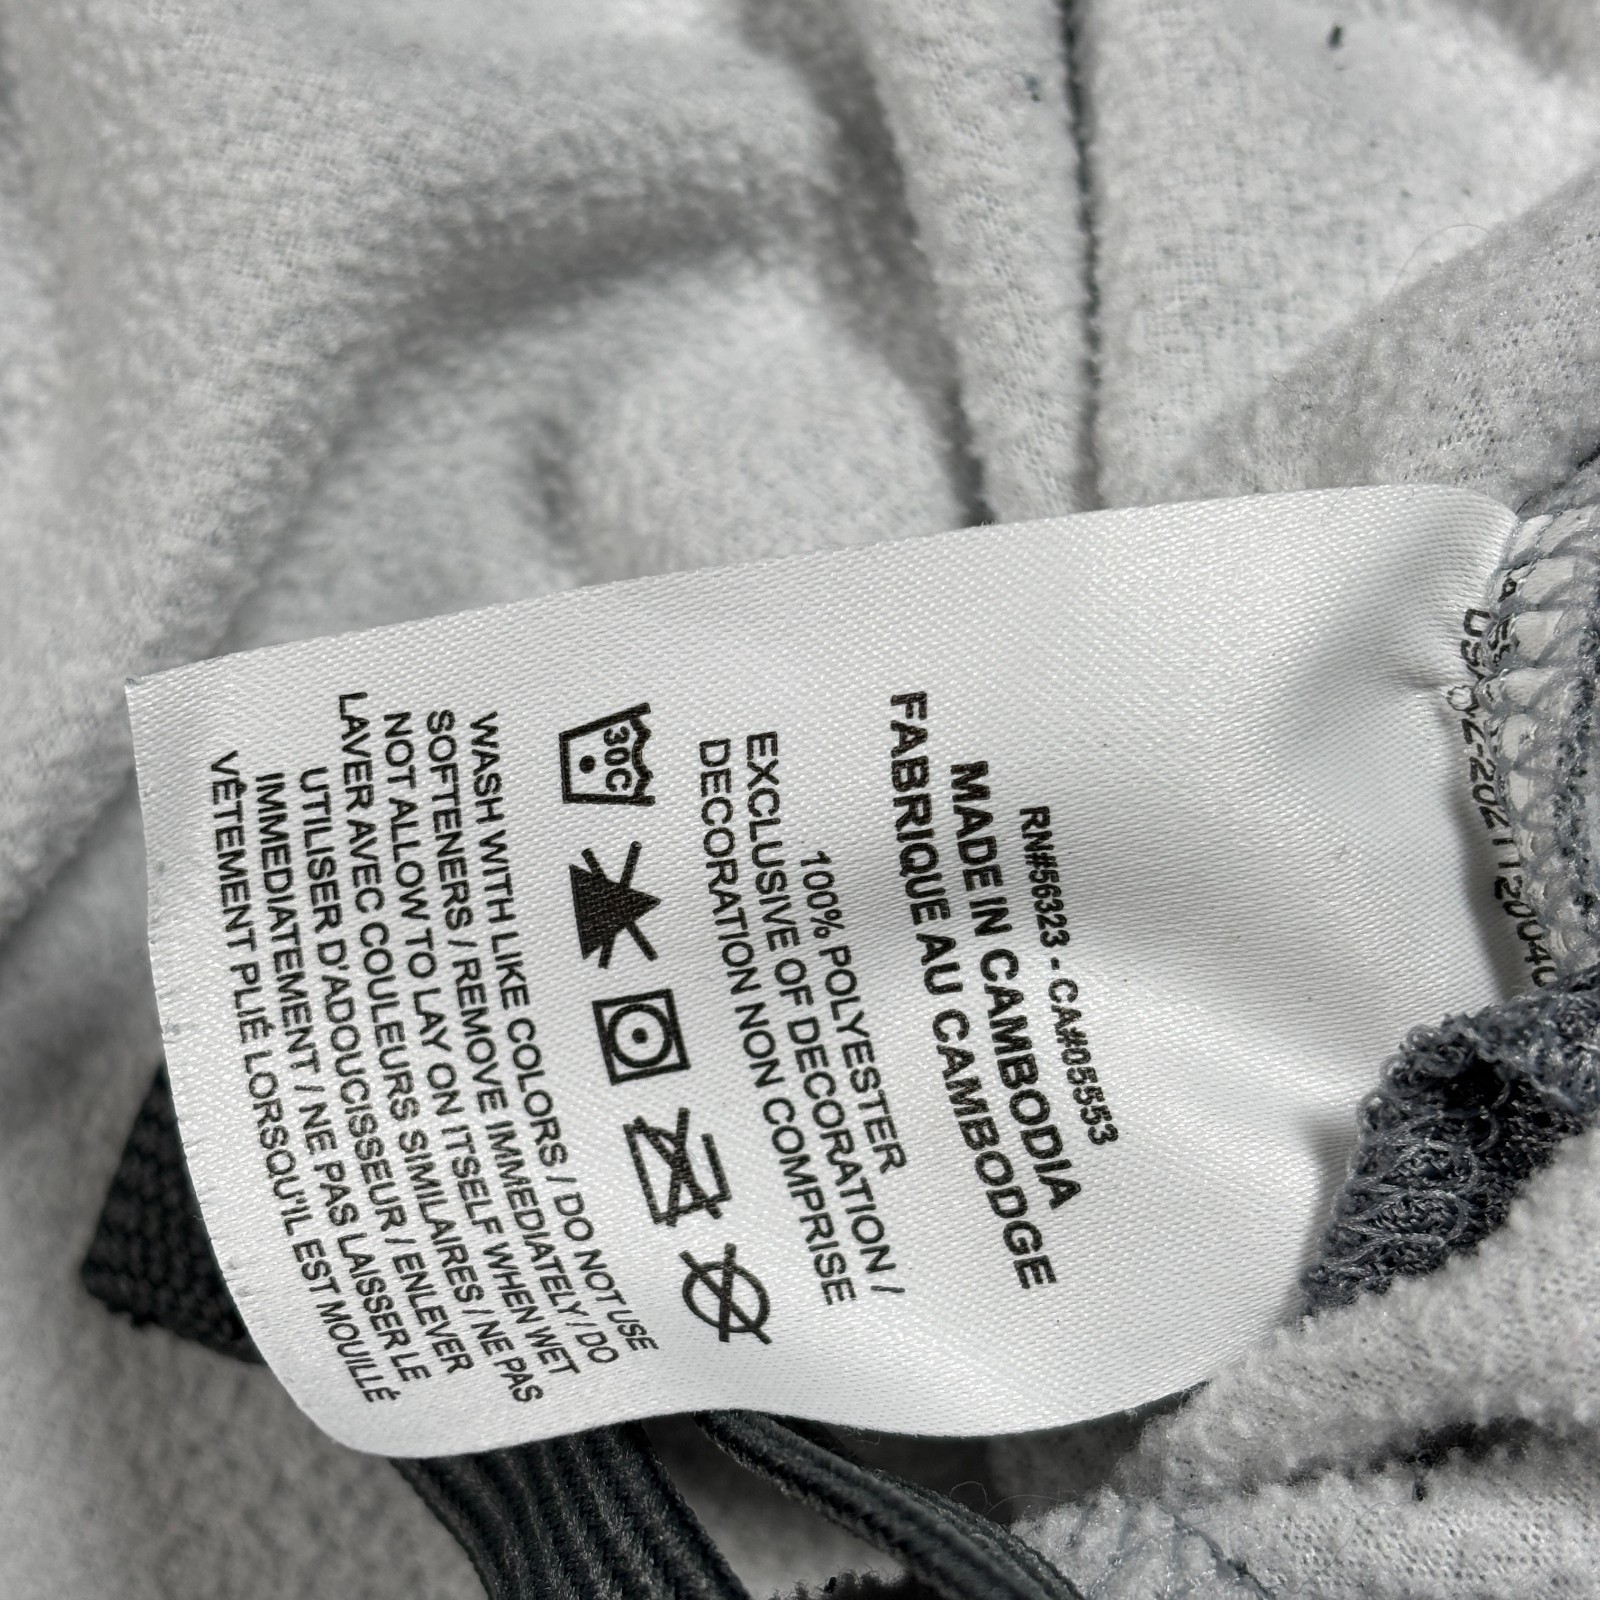 RN#56323 - CA#05553
MADE IN CAMBODIA
FABRIQUE AU CAMBODGE
100% POLYESTER
EXCLUSIVE OF DECORATION /
DECORATION NON COMPRISE
30C
WASH WITH LIKE COLORS / DO NOT USE
SOFTENERS / REMOVE IMMEDIATELY / DO
NOT ALLOW TO LAY ON ITSELF WHEN WET
LAVER AVEC COULEURS SIMILAIRES / NE PAS
UTILISER D'ADOUCISSEUR / ENLEVER
IMMEDIATEMENT / NE PAS LAISSER LE
VÊTEMENT PLIÉ LORSQU'IL EST MOUILLÉ